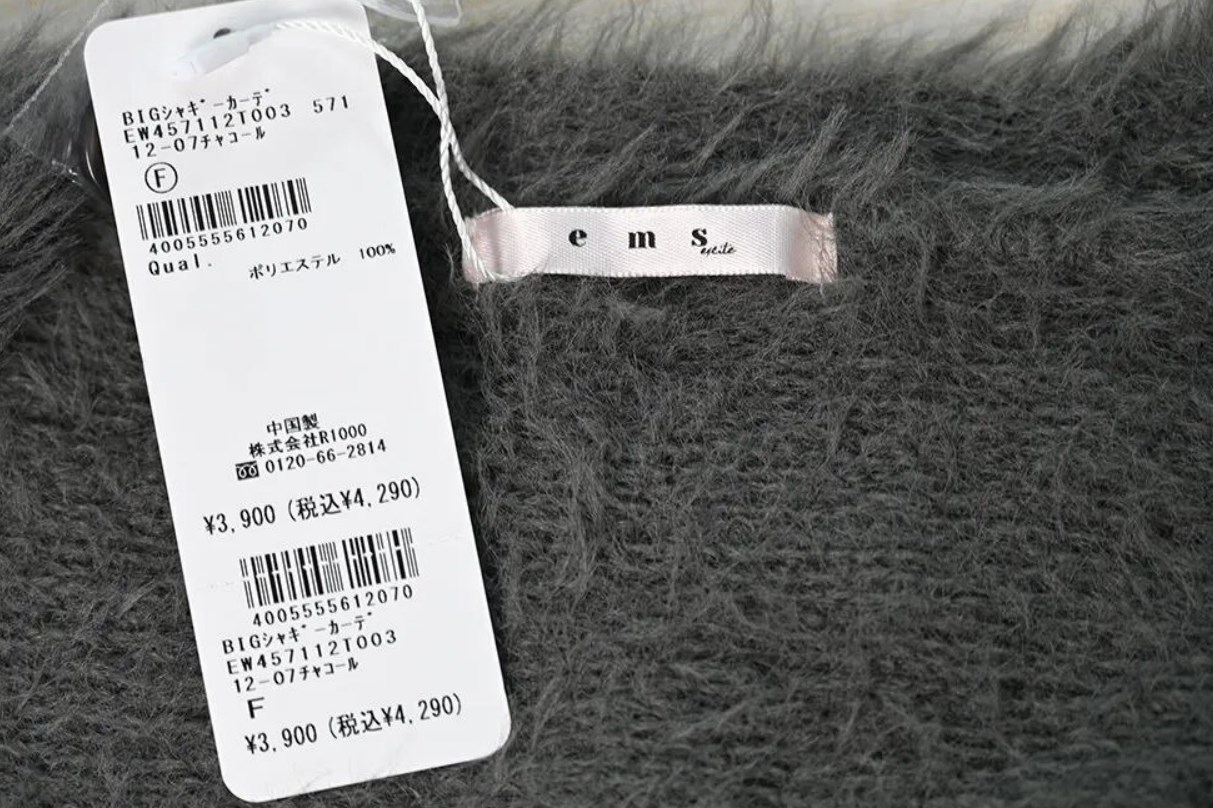 BIGシャギーカーデ
EW457112T003 571
12-07チャコール
F
4005555612070
Qual.
ポリエステル 100%
中国製
株式会社R1000
0120-66-2814
¥3,900 (税込¥4,290)
4005555612070
BIGシャギーカーデ
EW457112T003
12-07チャコール
F
¥3,900 (税込¥4,290)
e m s excite